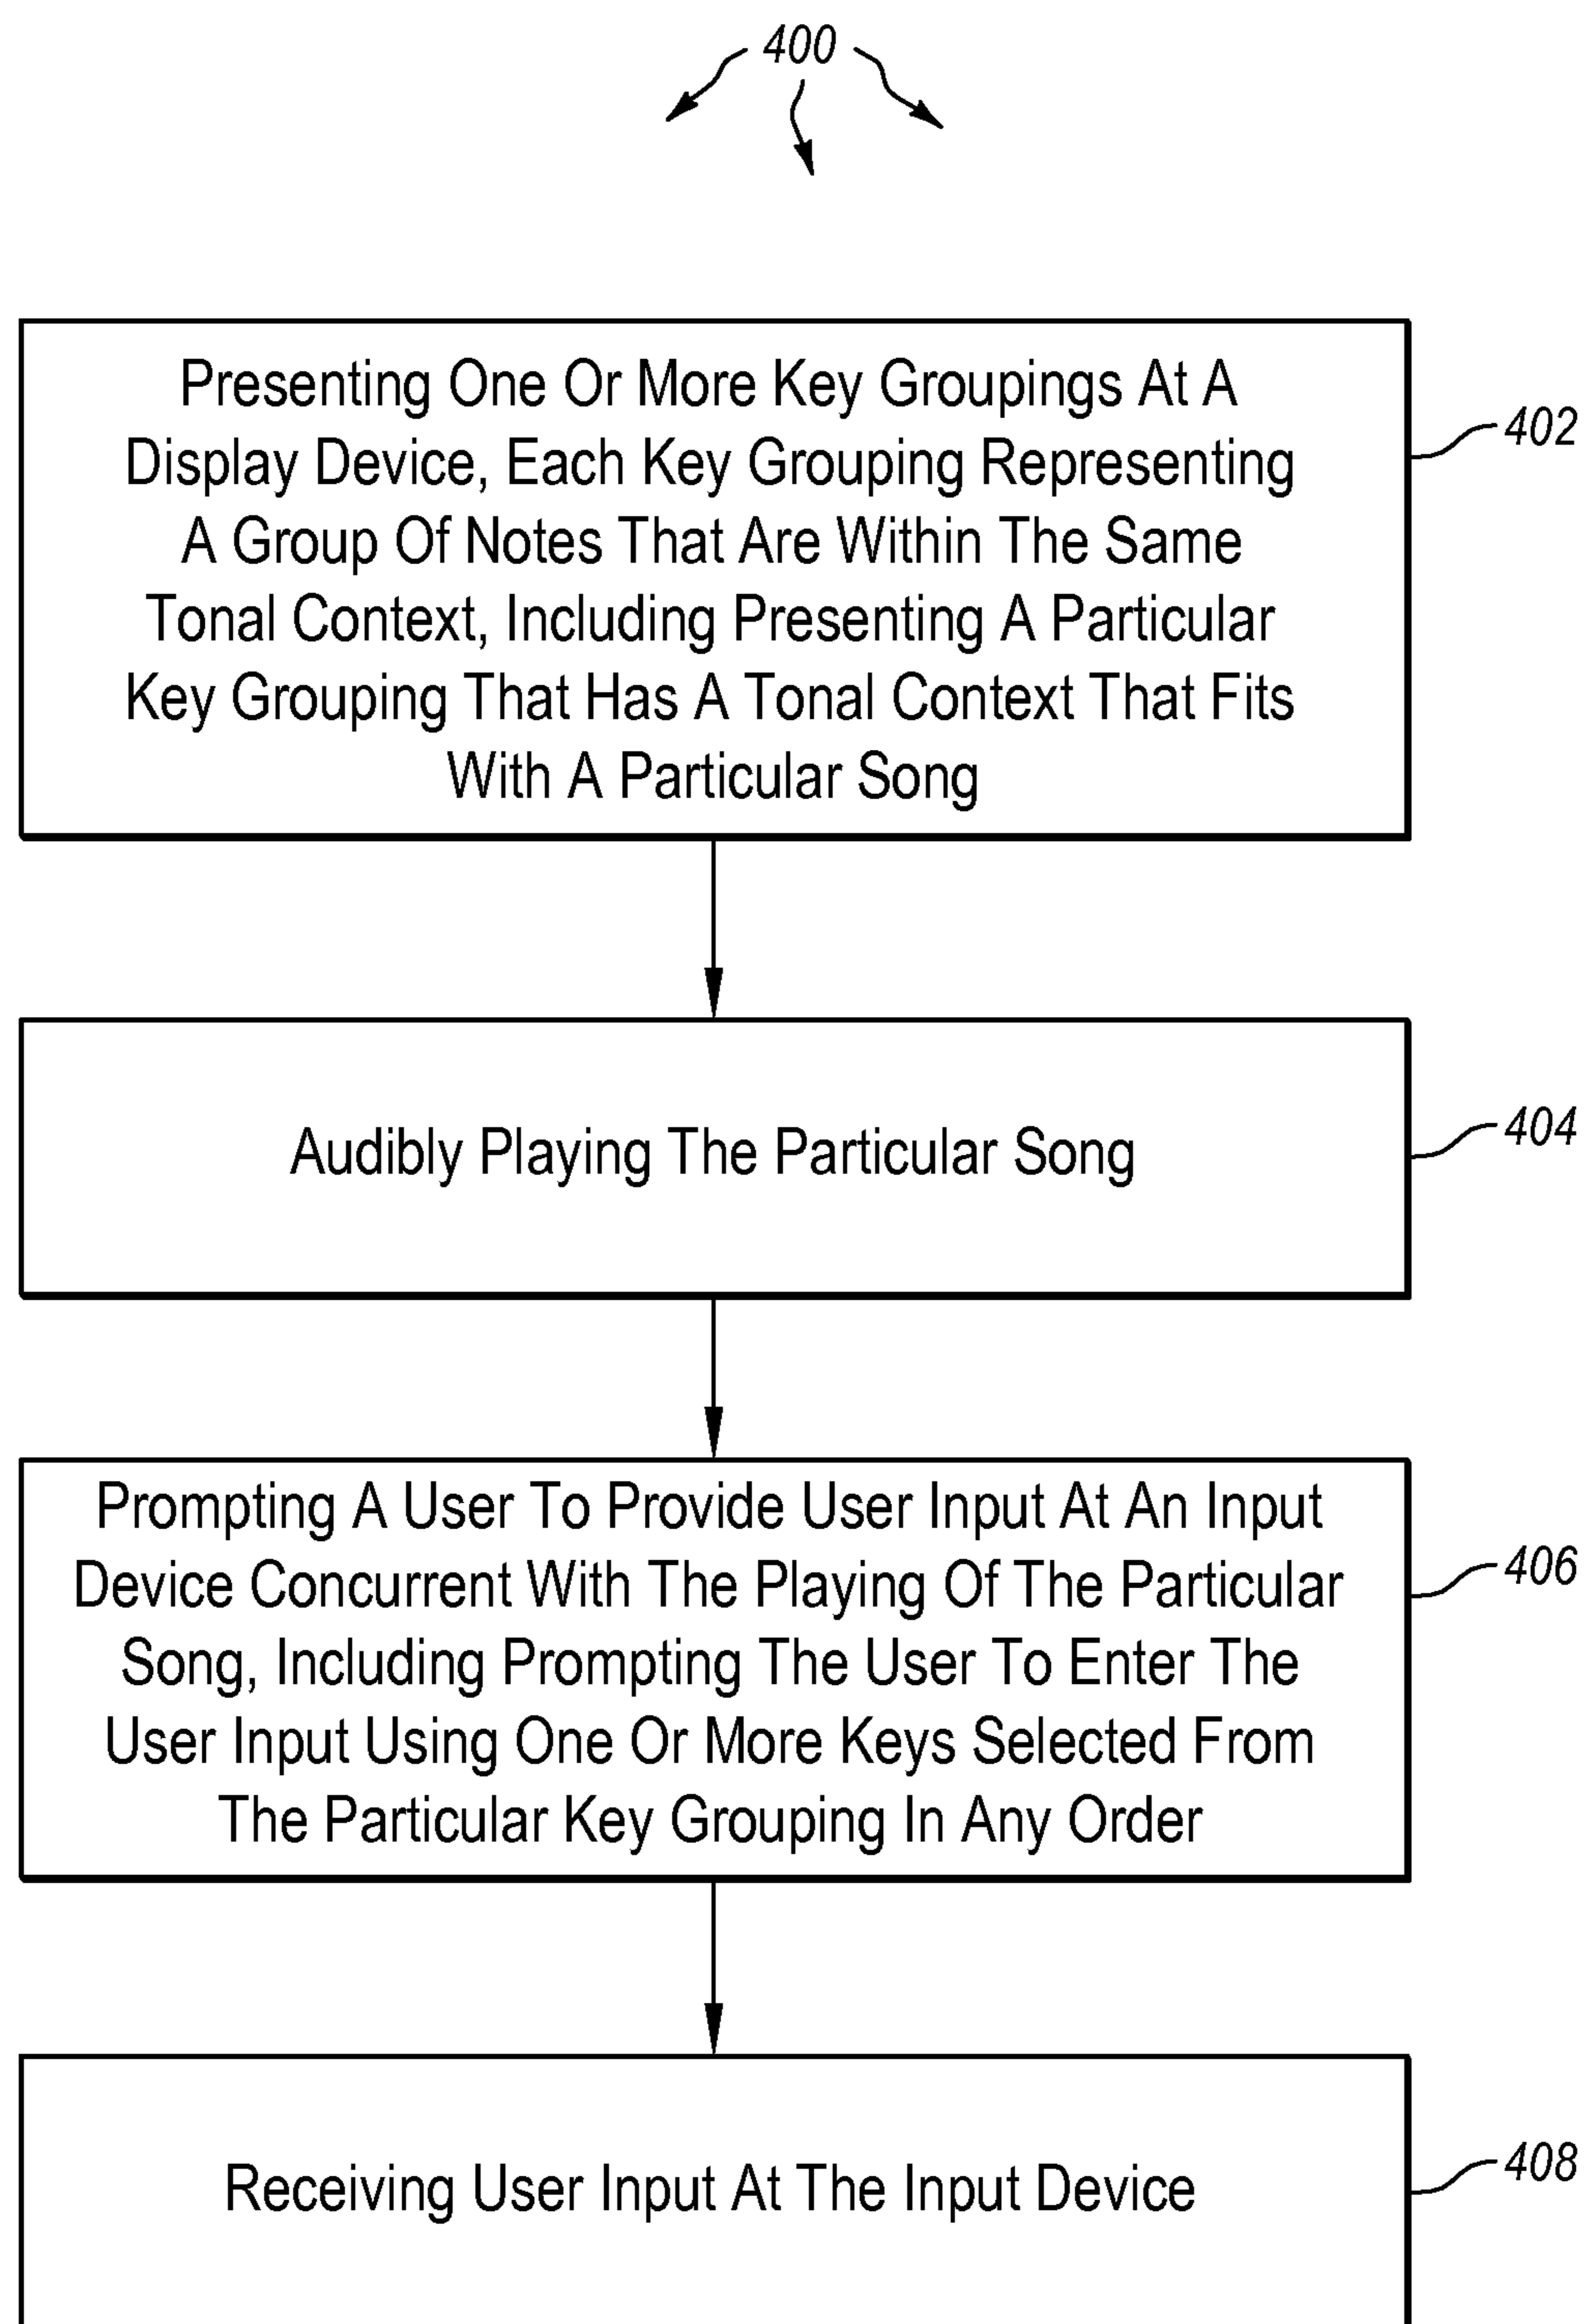 400
Presenting One Or More Key Groupings At A
Display Device, Each Key Grouping Representing
A Group Of Notes That Are Within The Same
Tonal Context, Including Presenting A Particular
Key Grouping That Has A Tonal Context That Fits
With A Particular Song
402
Audibly Playing The Particular Song
404
Prompting A User To Provide User Input At An Input
Device Concurrent With The Playing Of The Particular
Song, Including Prompting The User To Enter The
User Input Using One Or More Keys Selected From
The Particular Key Grouping In Any Order
406
Receiving User Input At The Input Device
408